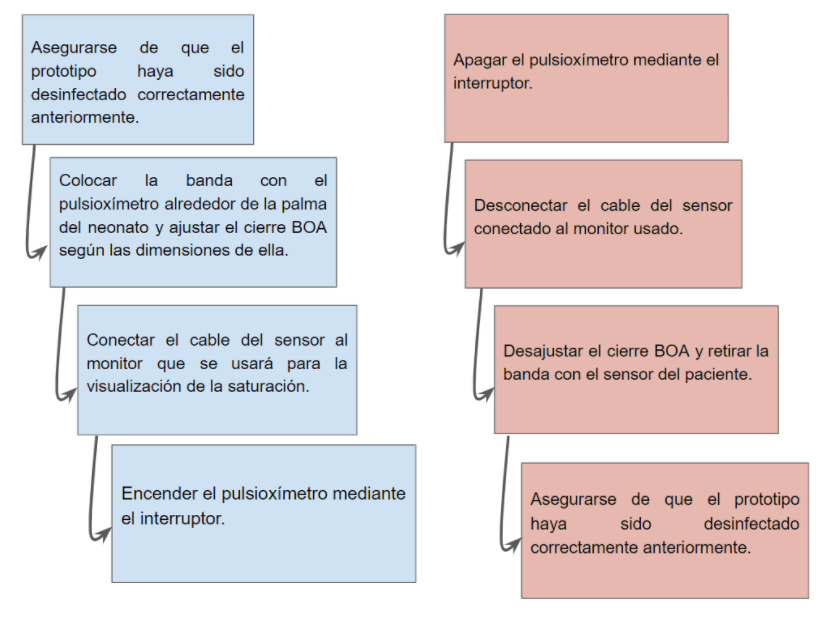 Asegurarse de que el
prototipo haya sido
desinfectado correctamente
anteriormente.
Colocar la banda con el
pulsioxímetro alrededor de la palma
del neonato y ajustar el cierre BOA
según las dimensiones de ella.
Conectar el cable del sensor al
monitor que se usará para la
visualización de la saturación.
Encender el pulsioxímetro mediante
el interruptor.
Apagar el pulsioxímetro mediante el
interruptor.
Desconectar el cable del sensor
conectado al monitor usado.
Desajustar el cierre BOA y retirar la
banda con el sensor del paciente.
Asegurarse de que el prototipo
haya sido desinfectado
correctamente anteriormente.